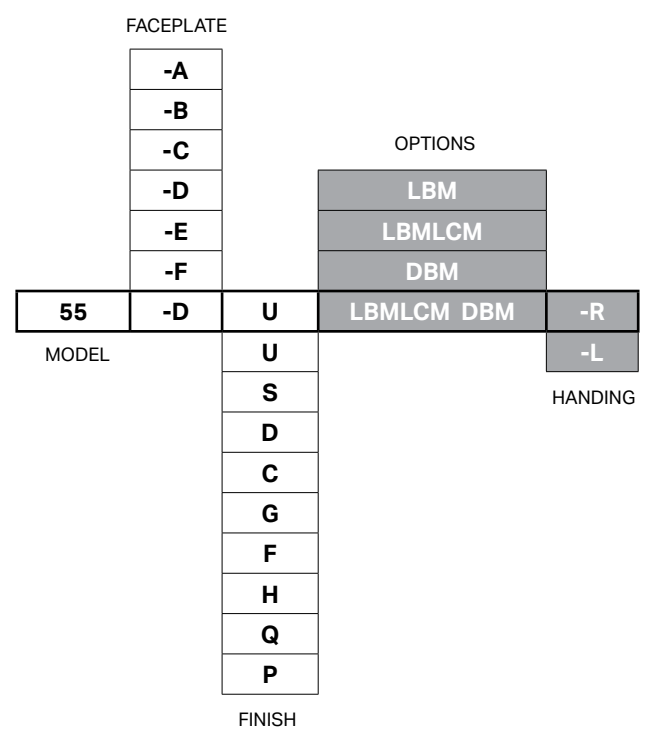 FACEPLATE
-A
-B
-C
OPTIONS
-D LBM
-E LBMLCM
-F DBM
55 -D U LBMLCM DBM -R
MODEL U -L
S HANDING
D
C
G
F
H
Q
P
FINISH